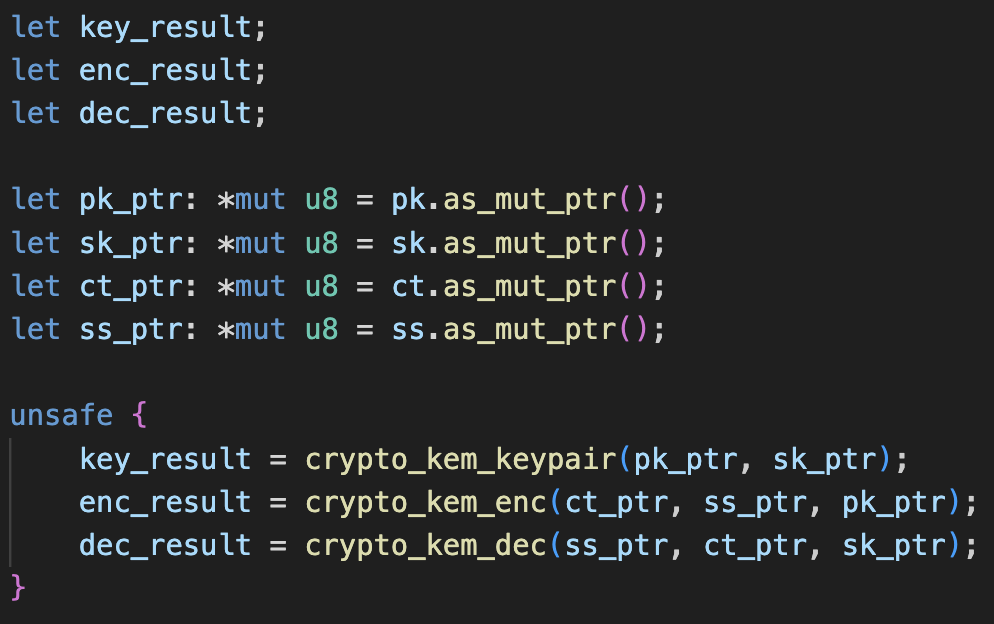 let key_result;
let enc_result;
let dec_result;
let pk_ptr: *mut u8 = pk.as_mut_ptr();
let sk_ptr: *mut u8 = sk.as_mut_ptr();
let ct_ptr: *mut u8 = ct.as_mut_ptr();
let ss_ptr: *mut u8 = ss.as_mut_ptr();
unsafe {
    key_result = crypto_kem_keypair(pk_ptr, sk_ptr);
    enc_result = crypto_kem_enc(ct_ptr, ss_ptr, pk_ptr);
    dec_result = crypto_kem_dec(ss_ptr, ct_ptr, sk_ptr);
}